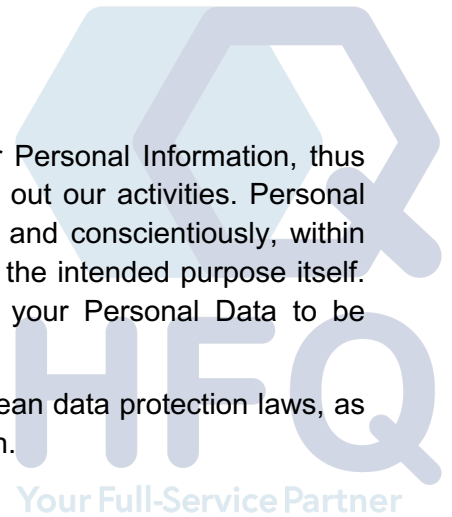 r Personal Information, thus
out our activities. Personal
and conscientiously, within
the intended purpose itself.
your Personal Data to be
ean data protection laws, as
n.
HFQ
Your Full-Service Partner